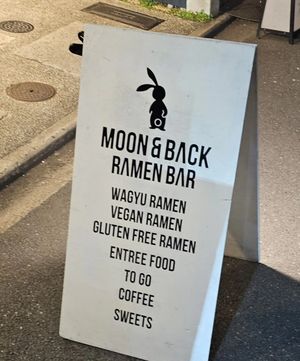 MOON & BACK
RAMEN BAR
WAGYU RAMEN
VEGAN RAMEN
GLUTEN FREE RAMEN
ENTREE FOOD
TO GO
COFFEE
SWEETS